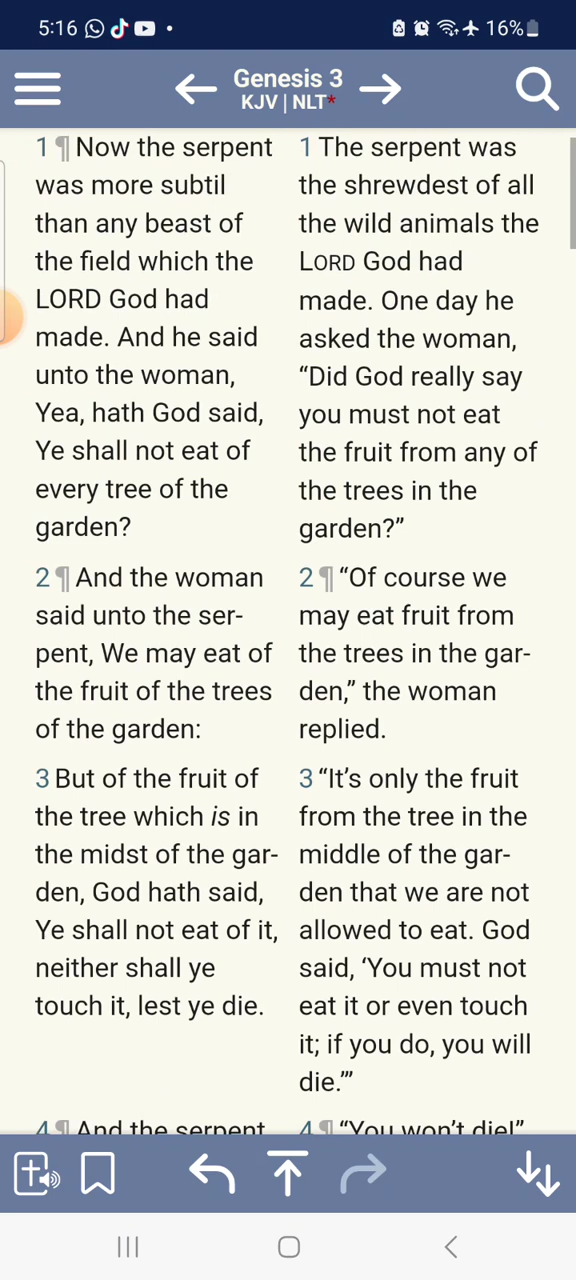 5:16
16%
Genesis 3
KJV | NLT*
1 ¶ Now the serpent
was more subtil
than any beast of
the field which the
LORD God had
made. And he said
unto the woman,
Yea, hath God said,
Ye shall not eat of
every tree of the
garden?
2 ¶ And the woman
said unto the ser-
pent, We may eat of
the fruit of the trees
of the garden:
3 But of the fruit of
the tree which is in
the midst of the gar-
den, God hath said,
Ye shall not eat of it,
neither shall ye
touch it, lest ye die.
4 ¶ And the serpent
1 The serpent was
the shrewdest of all
the wild animals the
LORD God had
made. One day he
asked the woman,
“Did God really say
you must not eat
the fruit from any of
the trees in the
garden?”
2 ¶ “Of course we
may eat fruit from
the trees in the gar-
den,” the woman
replied.
3 “It’s only the fruit
from the tree in the
middle of the gar-
den that we are not
allowed to eat. God
said, ‘You must not
eat it or even touch
it; if you do, you will
die.’”
4 ¶ “You won’t die!”